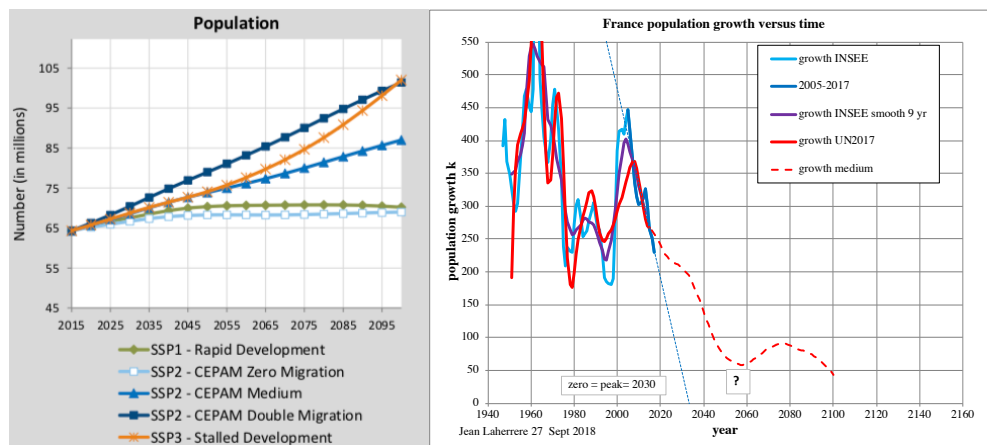 Population
Number (in millions)
105
95
85
75
65
55
45
2015 2025 2035 2045 2055 2065 2075 2085 2095
SSP1 - Rapid Development
SSP2 - CEPAM Zero Migration
SSP2 - CEPAM Medium
SSP2 - CEPAM Double Migration
SSP3 - Stalled Development
France population growth versus time
population growth k
550
500
450
400
350
300
250
200
150
100
50
0
growth INSEE
2005-2017
growth INSEE smooth 9 yr
growth UN2017
growth medium
zero = peak= 2030
?
1940 1960 1980 2000 2020 2040 2060 2080 2100 2120 2140 2160
Jean Laherrere 27 Sept 2018
year